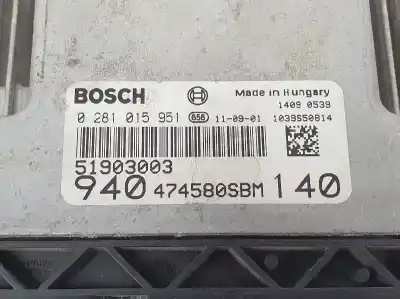 BOSCH Made in Hungary
1409 0539
0 281 015 951 656 11-09-01 1039S50814
51903003
940 474580SBM 140